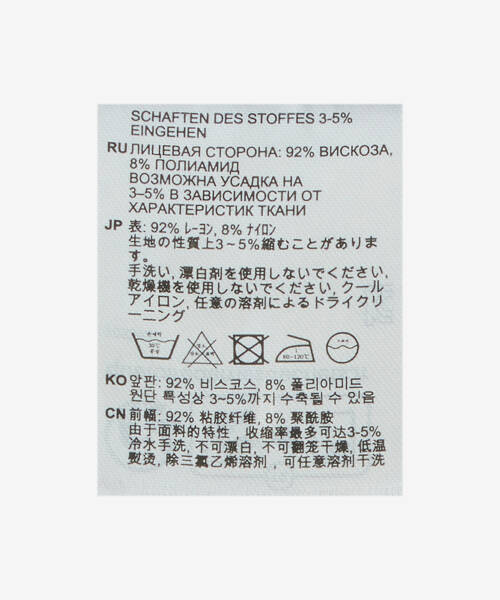 SCHAFTEN DES STOFFES 3-5%
EINGEHEN
RU ЛИЦЕВАЯ СТОРОНА: 92% ВИСКОЗА,
8% ПОЛИАМИД
ВОЗМОЖНА УСАДКА НА
3–5% В ЗАВИСИМОСТИ ОТ
ХАРАКТЕРИСТИК ТКАНИ
JP 表: 92% レーヨン, 8% ナイロン
生地の性質上3~5%縮むことがありま
す。
手洗い, 漂白剤を使用しないでください,
乾燥機を使用しないでください, クール
アイロン, 任意の溶剤によるドライクリ
ーニング
30℃
80-120℃
KO 앞판: 92% 비스코스, 8% 폴리아미드
원단 특성상 3~5%까지 수축될 수 있음
CN 前幅: 92% 粘胶纤维, 8% 聚酰胺
由于面料的特性, 收缩率最多可达3-5%
冷水手洗, 不可漂白, 不可翻笼干燥, 低温
熨烫, 除三氯乙烯溶剂, 可任意溶剂干洗